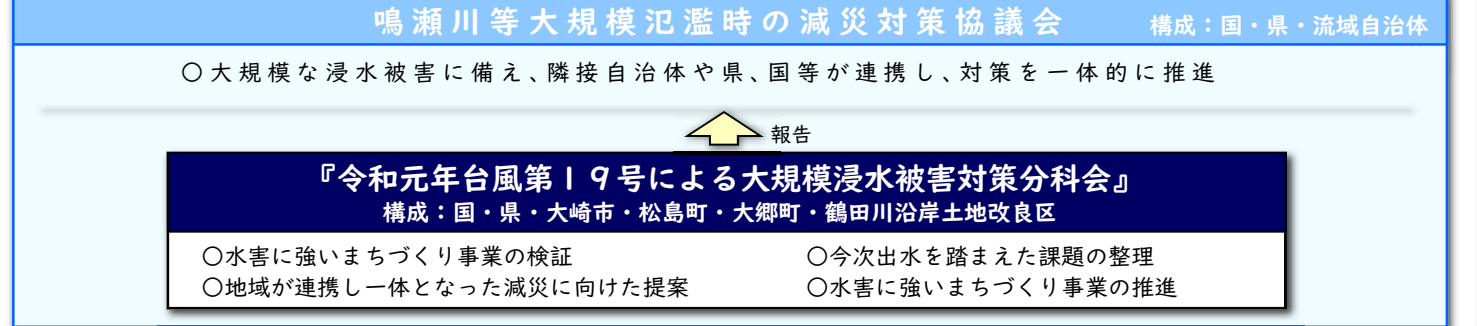 鳴瀬川等大規模氾濫時の減災対策協議会 構成：国・県・流域自治体
〇大規模な浸水被害に備え、隣接自治体や県、国等が連携し、対策を一体的に推進
報告
『令和元年台風第１９号による大規模浸水被害対策分科会』
構成：国・県・大崎市・松島町・大郷町・鶴田川沿岸土地改良区
〇水害に強いまちづくり事業の検証 〇今次出水を踏まえた課題の整理
〇地域が連携し一体となった減災に向けた提案 〇水害に強いまちづくり事業の推進